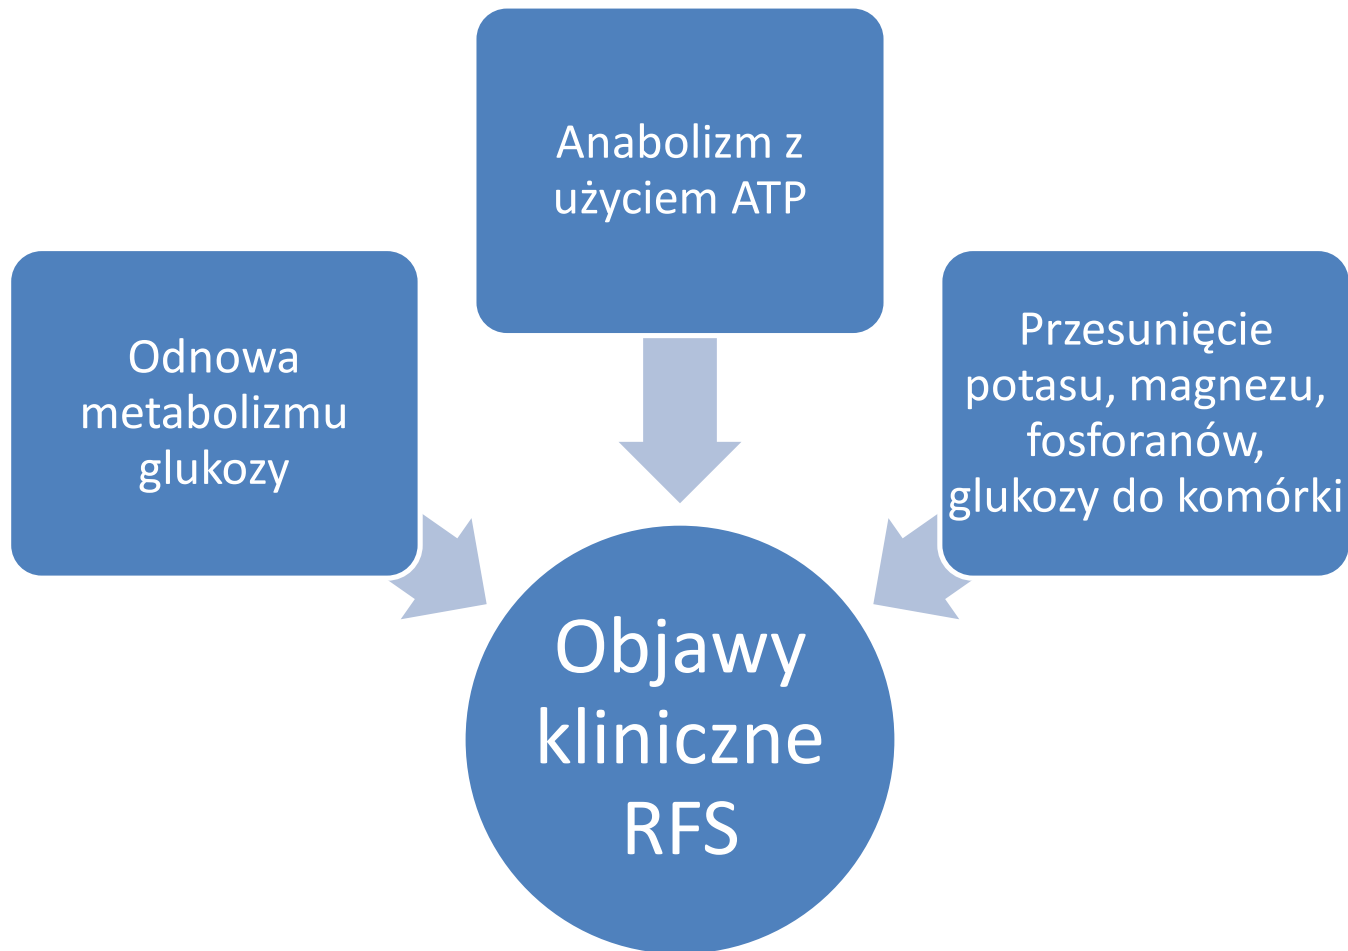 Anabolizm z
użyciem ATP
Odnowa
metabolizmu
glukozy
Przesunięcie
potasu, magnezu,
fosforanów,
glukozy do komórki
Objawy
kliniczne
RFS